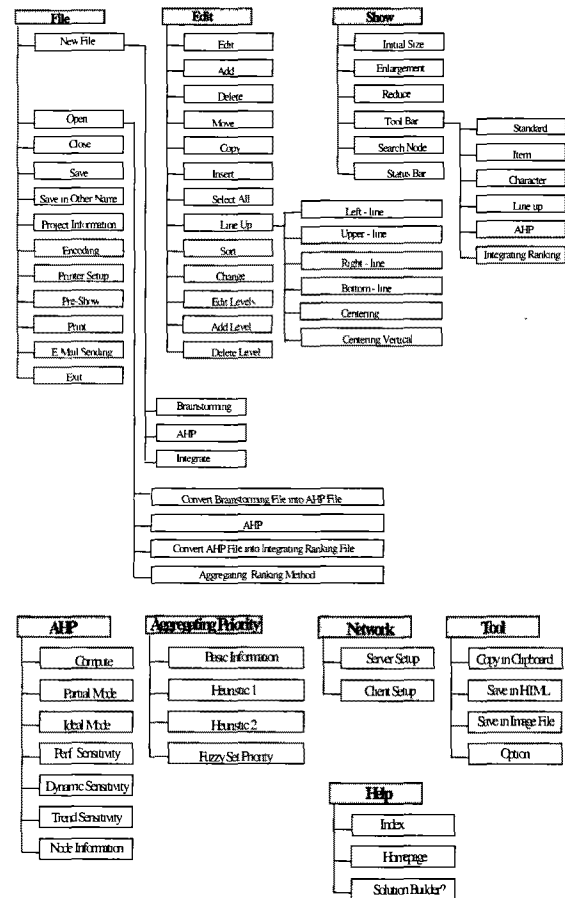 File
New File
Open
Close
Save
Save in Other Name
Project Information
Encoding
Printer Setup
Pre-Show
Print
E Mail Sending
Exit
Edit
Edit
Add
Delete
Move
Copy
Insert
Select All
Line Up
Sort
Change
Edit Levels
Add Level
Delete Level
Show
Initial Size
Enlargement
Reduce
Tool Bar
Search Node
Status Bar
Standard
Item
Character
Line up
AHP
Integrating Ranking
Left - line
Upper - line
Right - line
Bottom - line
Centering
Centering Vertical
Brainstorming
AHP
Integrate
Convert Brainstorming File into AHP File
AHP
Convert AHP File into Integrating Ranking File
Aggregating Ranking Method
AHP
Compute
Partial Mode
Ideal Mode
Perf Sensitivity
Dynamic Sensitivity
Trend Sensitivity
Node Information
Aggregating Priority
Basic Information
Heuristic 1
Heuristic 2
Fuzzy Set Priority
Network
Server Setup
Client Setup
Tool
Copy in Clipboard
Save in HTML
Save in Image File
Option
Help
Index
Homepage
Solution Builder?